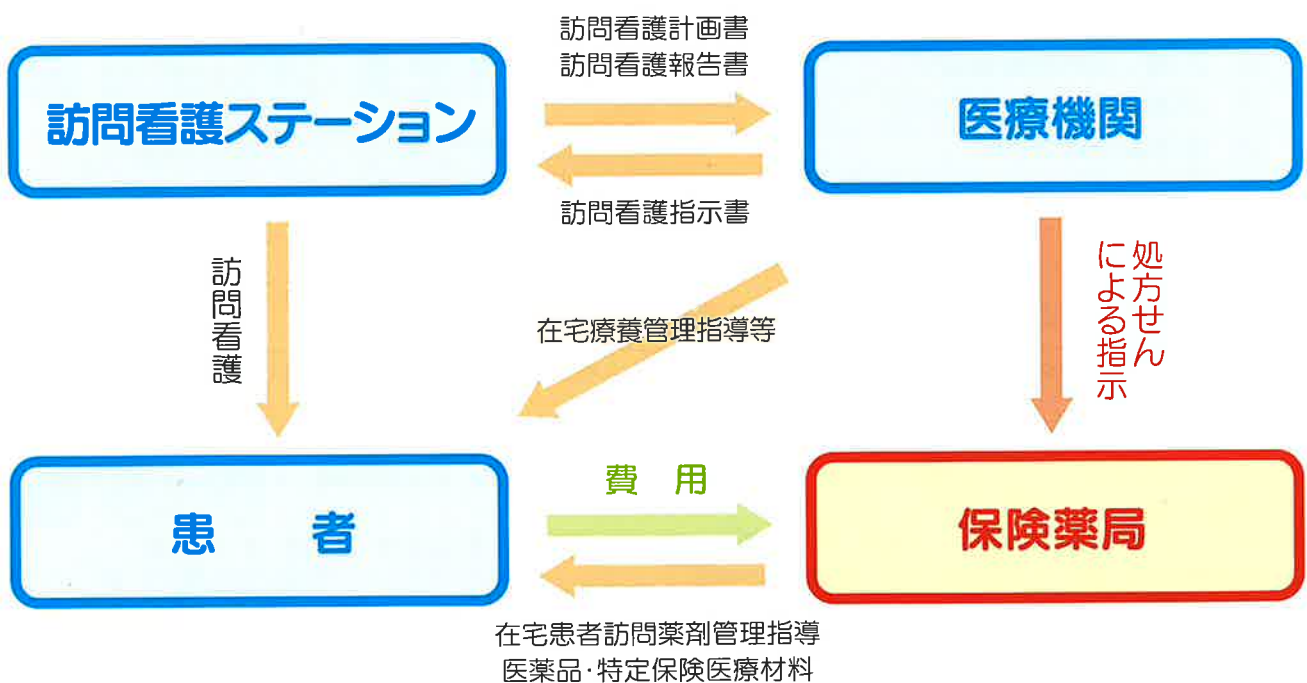 訪問看護計画書
訪問看護報告書
訪問看護ステーション
医療機関
訪問看護指示書
訪問看護
在宅療養管理指導等
処方せん
による指示
費　用
患　者
保険薬局
在宅患者訪問薬剤管理指導
医薬品・特定保険医療材料